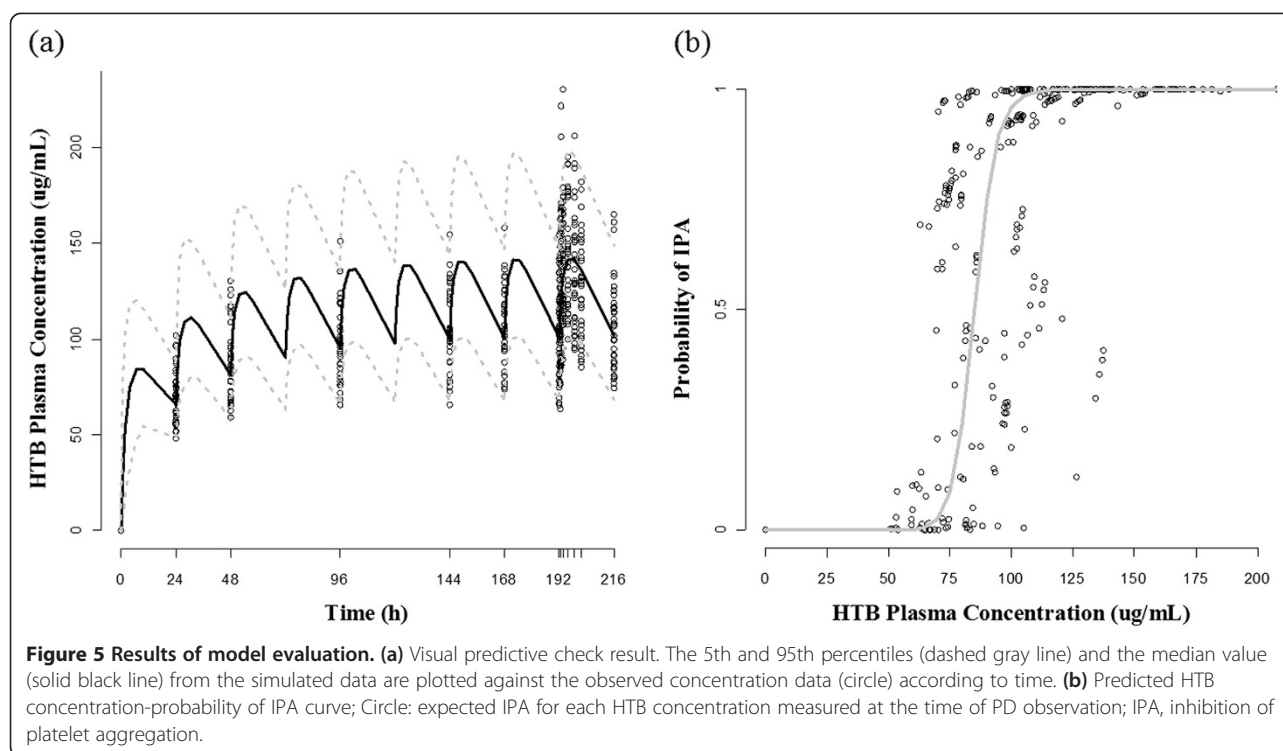 (a)
HTB Plasma Concentration (ug/mL)
200
150
100
50
0
0 24 48 96 144 168 192 216
Time (h)
(b)
Probability of IPA
1
0.5
0
0 25 50 75 100 125 150 175 200
HTB Plasma Concentration (ug/mL)
Figure 5 Results of model evaluation. (a) Visual predictive check result. The 5th and 95th percentiles (dashed gray line) and the median value
(solid black line) from the simulated data are plotted against the observed concentration data (circle) according to time. (b) Predicted HTB
concentration-probability of IPA curve; Circle: expected IPA for each HTB concentration measured at the time of PD observation; IPA, inhibition of
platelet aggregation.